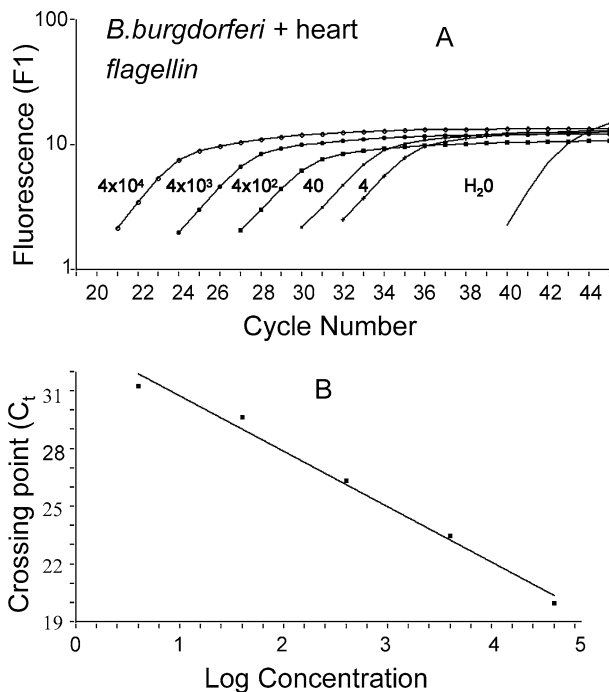 100
B.burgdorferi + heart
A
flagellin
10
4x10⁴
4x10³
4x10²
40
4
H₂0
1
20 22 24 26 28 30 32 34 36 38 40 42 44
Fluorescence (F1)
Cycle Number
B
31
28
25
22
19
0 1 2 3 4 5
Crossing point (Cₜ
Log Concentration